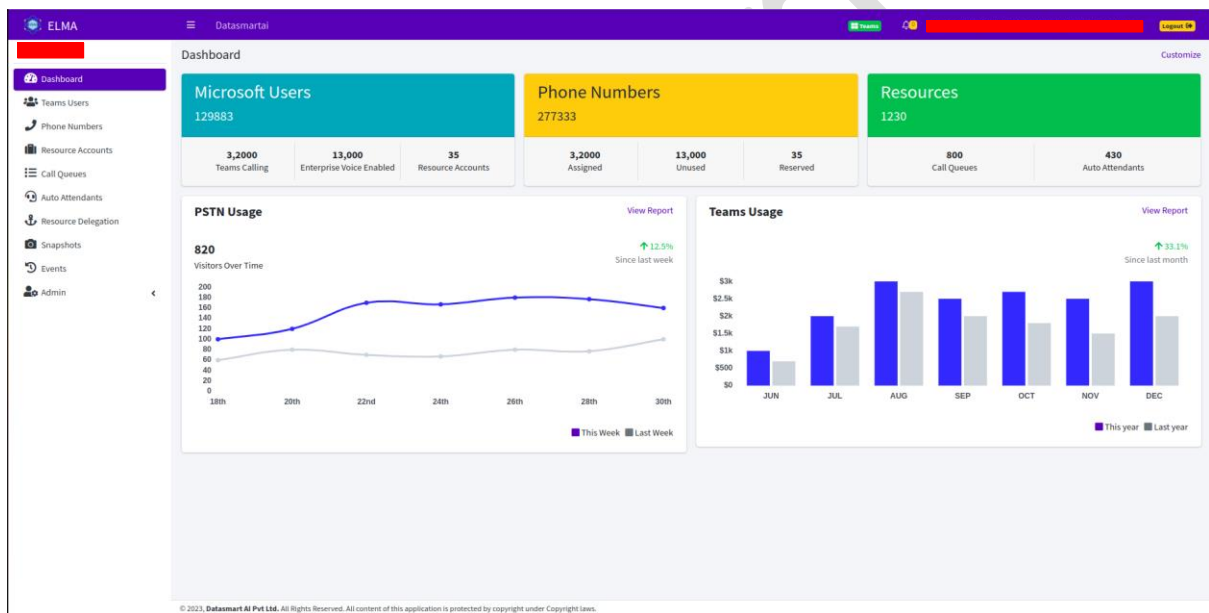 ELMA
Datasmartai
Teams
Logout
Dashboard
Customize
Dashboard
Teams Users
Phone Numbers
Resource Accounts
Call Queues
Auto Attendants
Resource Delegation
Snapshots
Events
Admin
Microsoft Users
129883
3,2000
Teams Calling
13,000
Enterprise Voice Enabled
35
Resource Accounts
Phone Numbers
277333
3,2000
Assigned
13,000
Unused
35
Reserved
Resources
1230
800
Call Queues
430
Auto Attendants
PSTN Usage
View Report
820
Visitors Over Time
12.5%
Since last week
200
180
160
140
120
100
80
60
40
20
0
18th 20th 22nd 24th 26th 28th 30th
This Week Last Week
Teams Usage
View Report
33.1%
Since last month
$3k
$2.5k
$2k
$1.5k
$1k
$500
$0
JUN JUL AUG SEP OCT NOV DEC
This year Last year
© 2023, Datasmart AI Pvt Ltd. All Rights Reserved. All content of this application is protected by copyright under Copyright laws.